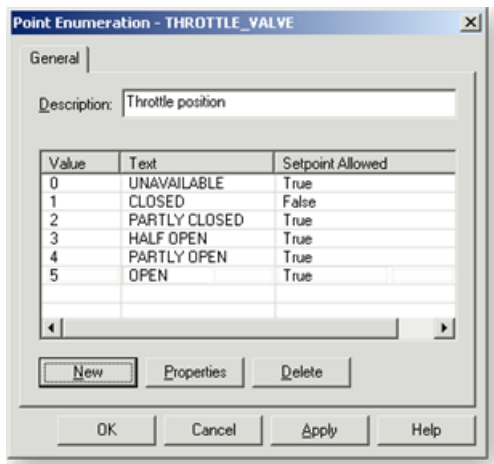 Point Enumeration - THROTTLE_VALVE
General
Description: Throttle position
Value Text Setpoint Allowed
0 UNAVAILABLE True
1 CLOSED False
2 PARTLY CLOSED True
3 HALF OPEN True
4 PARTLY OPEN True
5 OPEN True
New Properties Delete
OK Cancel Apply Help